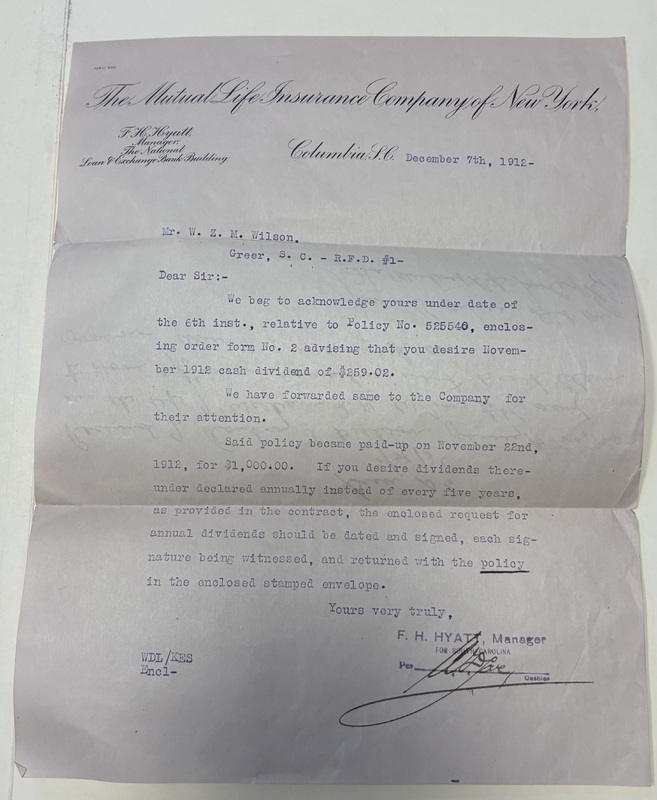 The Mutual Life Insurance Company of New York.
F. H. Hyatt.
Manager.
The National
Loan & Exchange Bank Building.
Columbia, S.C. December 7th, 1912-
Mr. W. Z. M. Wilson,
Greer, S. C. - R.F.D. #1-
Dear Sir:-
We beg to acknowledge yours under date of
the 6th inst., relative to Policy No. 525546, enclos-
ing order form No. 2 advising that you desire Novem-
ber 1912 cash dividend of $259.02.
We have forwarded same to the Company for
their attention.
Said policy became paid-up on November 22nd,
1912, for $1,000.00. If you desire dividends there-
under declared annually instead of every five years,
as provided in the contract, the enclosed request for
annual dividends should be dated and signed, each sig-
nature being witnessed, and returned with the policy
in the enclosed stamped envelope.
Yours very truly,
F. H. HYATT, Manager
FOR SOUTH CAROLINA
Per
Cashier
WDL/KES
Encl-